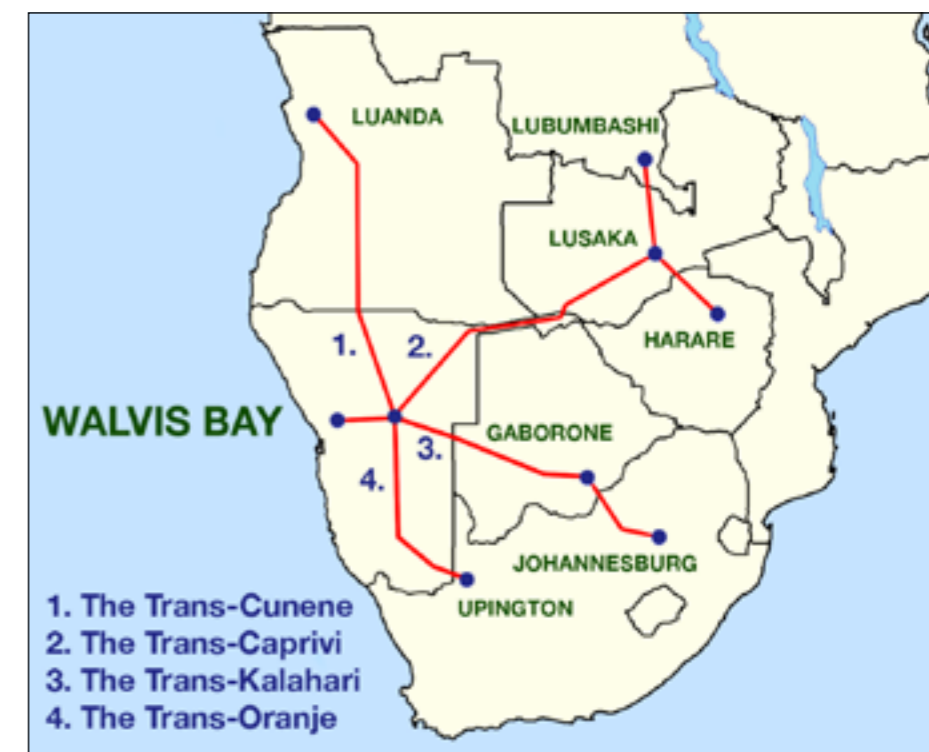 LUANDA
LUBUMBASHI
LUSAKA
HARARE
1.
2.
WALVIS BAY
3.
GABORONE
4.
JOHANNESBURG
UPINGTON
1. The Trans-Cunene
2. The Trans-Caprivi
3. The Trans-Kalahari
4. The Trans-Oranje